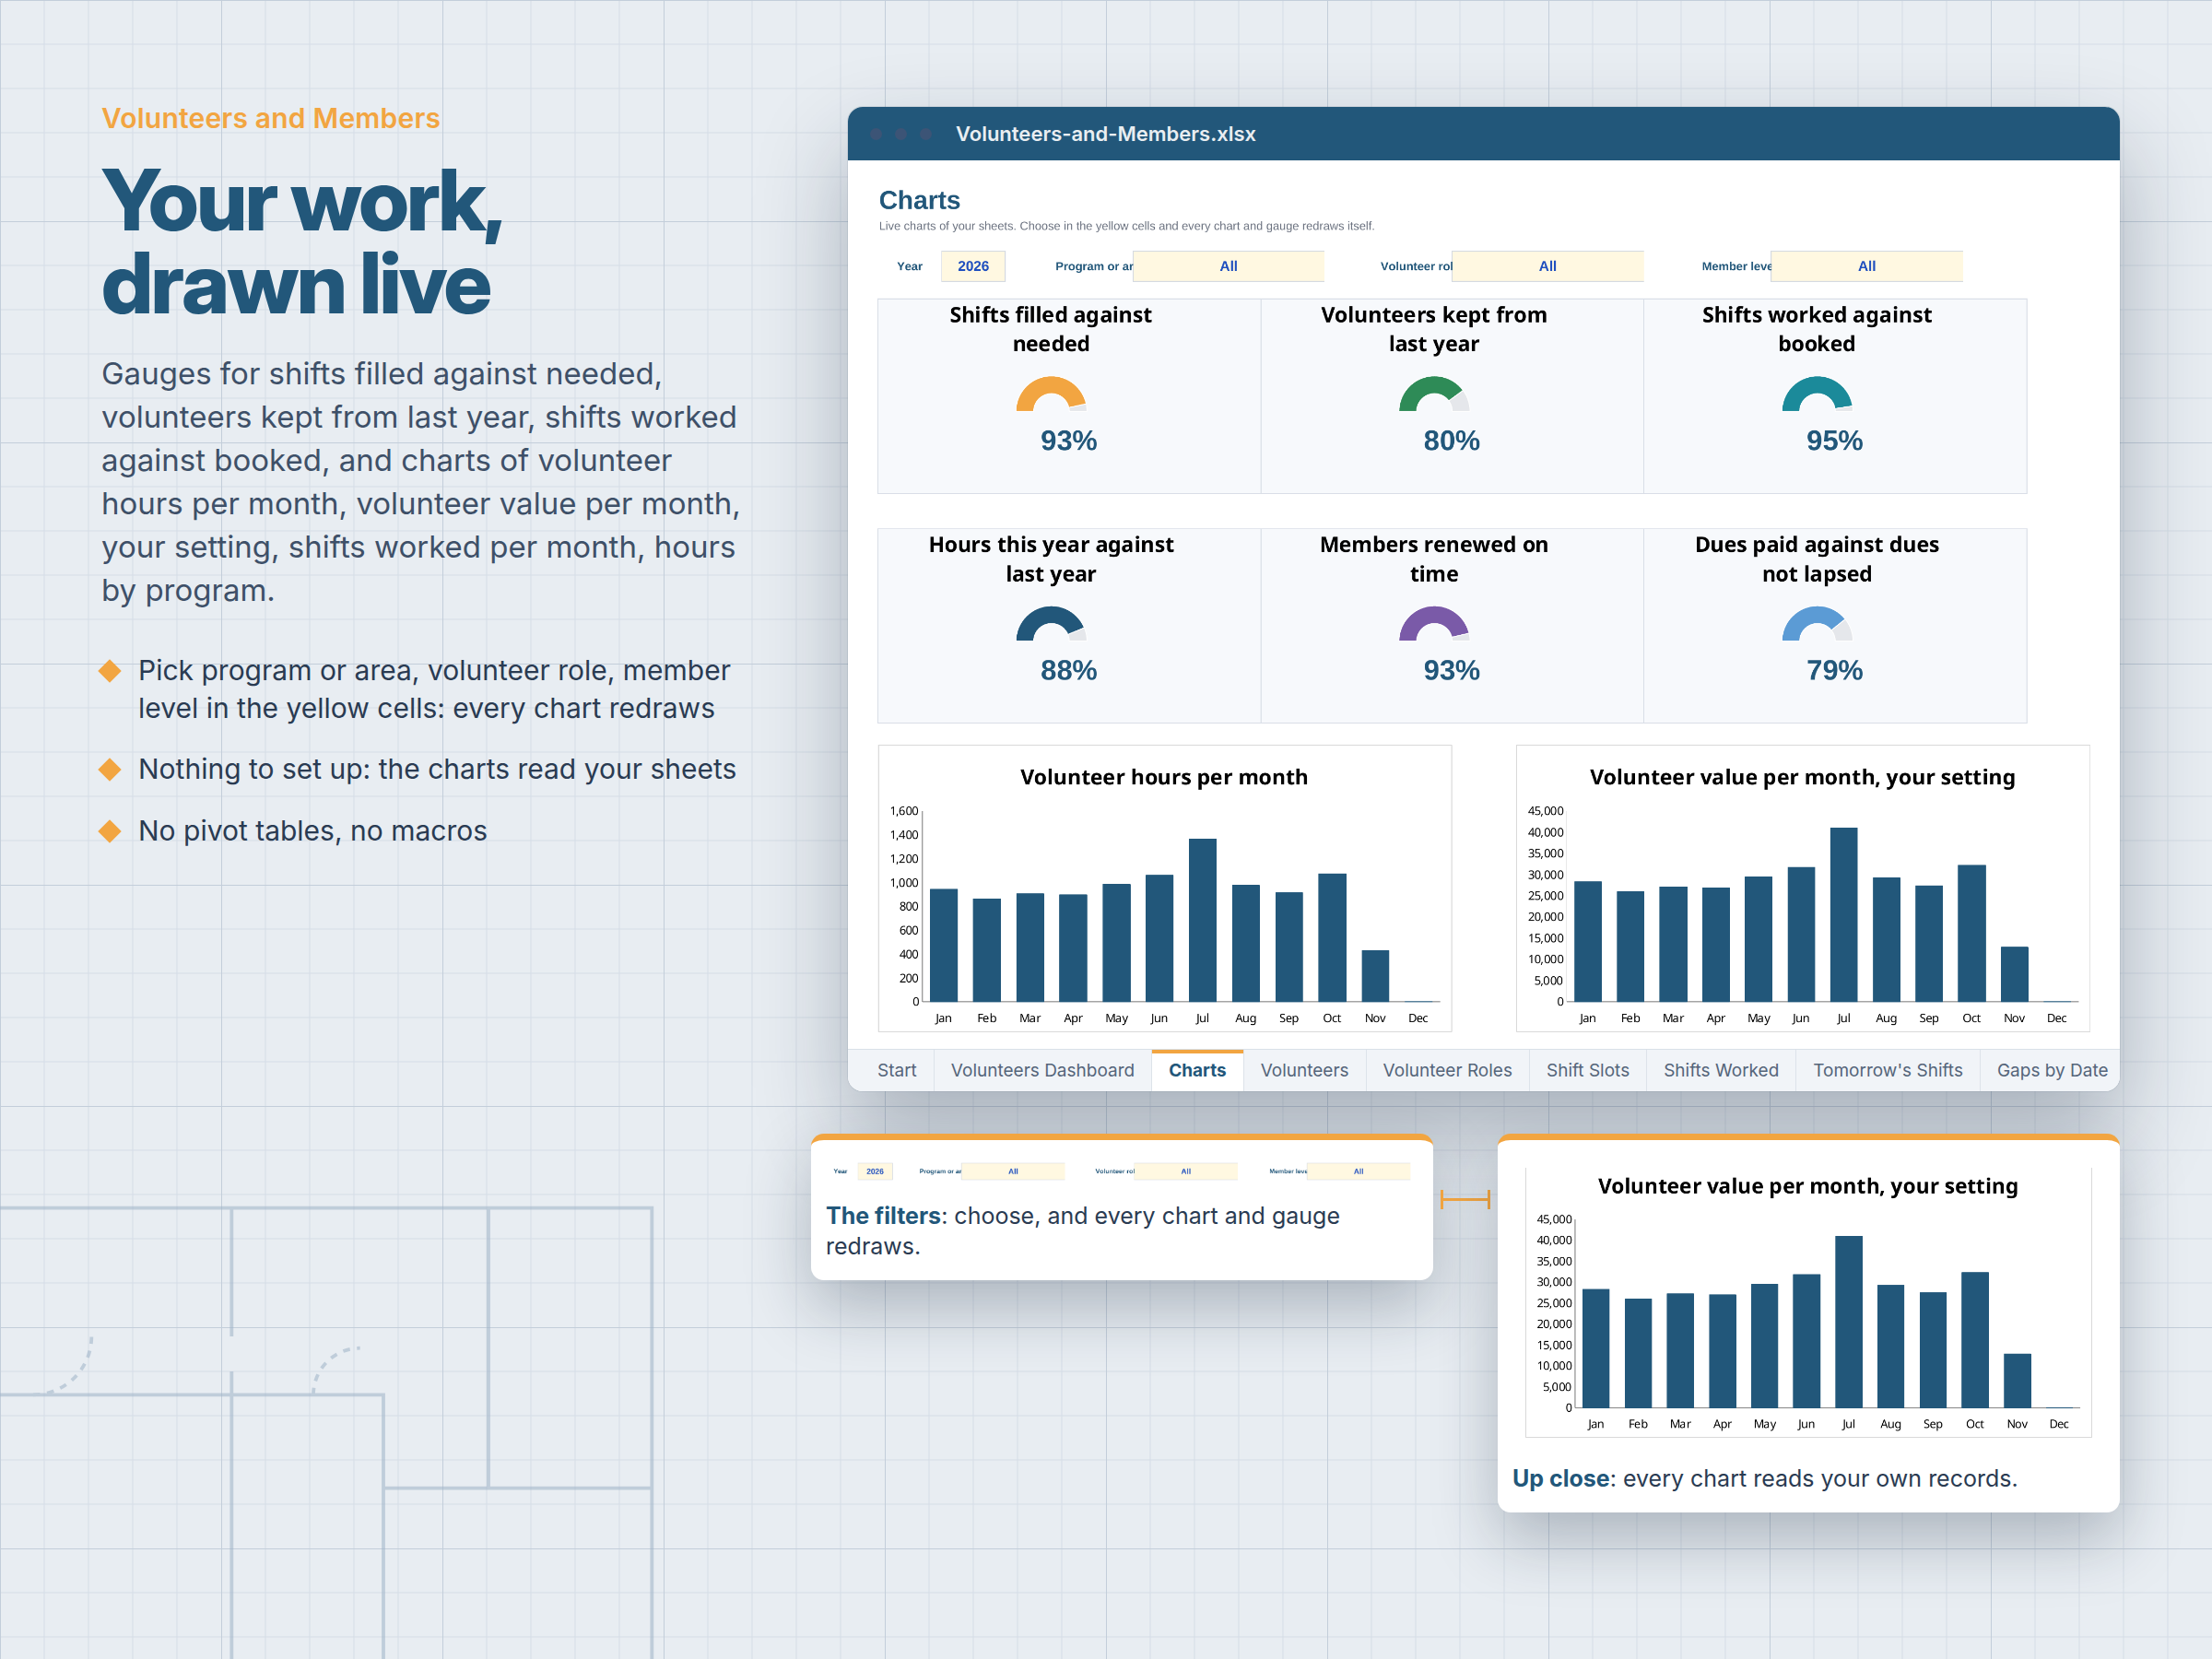 Volunteers and Members
Your work,
drawn live
Gauges for shifts filled against needed,
volunteers kept from last year, shifts worked
against booked, and charts of volunteer
hours per month, volunteer value per month,
your setting, shifts worked per month, hours
by program.
Pick program or area, volunteer role, member
level in the yellow cells: every chart redraws
Nothing to set up: the charts read your sheets
No pivot tables, no macros
Volunteers-and-Members.xlsx
Charts
Live charts of your sheets. Choose in the yellow cells and every chart and gauge redraws itself.
Year 2026 Program or ar All Volunteer rol All Member leve All
Shifts filled against
needed
93%
Volunteers kept from
last year
80%
Shifts worked against
booked
95%
Hours this year against
last year
88%
Members renewed on
time
93%
Dues paid against dues
not lapsed
79%
Volunteer hours per month
1,600
1,400
1,200
1,000
800
600
400
200
0
Jan Feb Mar Apr May Jun Jul Aug Sep Oct Nov Dec
Volunteer value per month, your setting
45,000
40,000
35,000
30,000
25,000
20,000
15,000
10,000
5,000
0
Jan Feb Mar Apr May Jun Jul Aug Sep Oct Nov Dec
Start Volunteers Dashboard Charts Volunteers Volunteer Roles Shift Slots Shifts Worked Tomorrow's Shifts Gaps by Date
Year 2026 Program or ar All Volunteer rol All Member leve All
The filters: choose, and every chart and gauge
redraws.
Volunteer value per month, your setting
45,000
40,000
35,000
30,000
25,000
20,000
15,000
10,000
5,000
0
Jan Feb Mar Apr May Jun Jul Aug Sep Oct Nov Dec
Up close: every chart reads your own records.